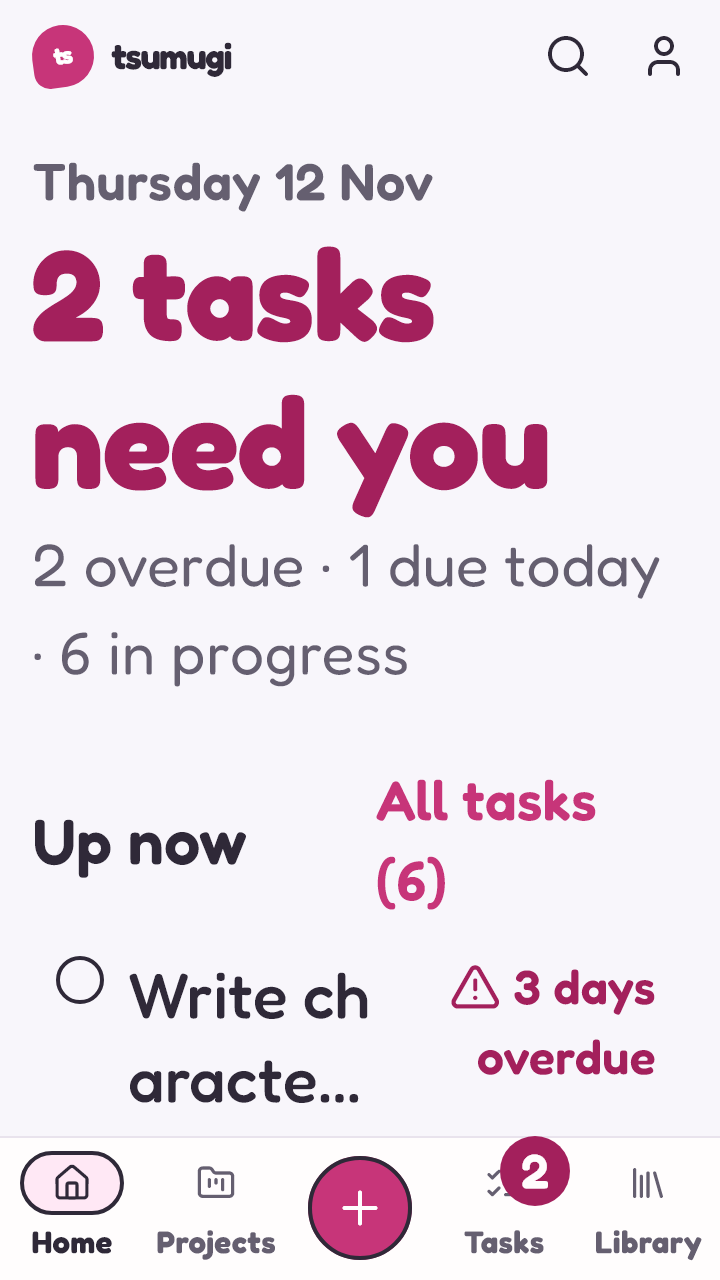 ts tsumugi
Thursday 12 Nov
2 tasks
need you
2 overdue · 1 due today
· 6 in progress
Up now
All tasks
(6)
Write ch
aracte...
3 days
overdue
2
Home Projects Tasks Library